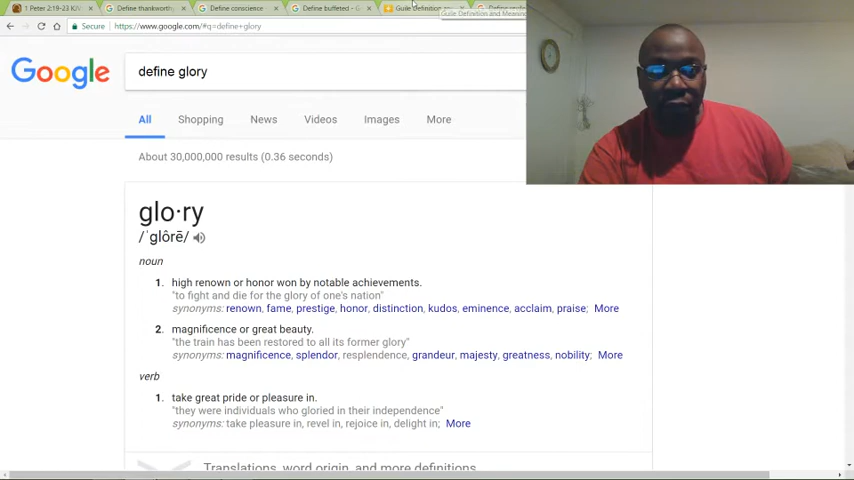 1 Peter 2:19-23 KJV
Define thankworthy
Define conscience
Define buffeted - G
Guile Definition
Guile Definition and Meaning
Secure https://www.google.com/#q=define+glory
Google
define glory
All Shopping News Videos Images More
About 30,000,000 results (0.36 seconds)
glo·ry
/ˈglôrē/
noun
1. high renown or honor won by notable achievements.
"to fight and die for the glory of one's nation"
synonyms: renown, fame, prestige, honor, distinction, kudos, eminence, acclaim, praise; More
2. magnificence or great beauty.
"the train has been restored to all its former glory"
synonyms: magnificence, splendor, resplendence, grandeur, majesty, greatness, nobility; More
verb
1. take great pride or pleasure in.
"they were individuals who gloried in their independence"
synonyms: take pleasure in, revel in, rejoice in, delight in; More
Translations, word origin, and more definitions